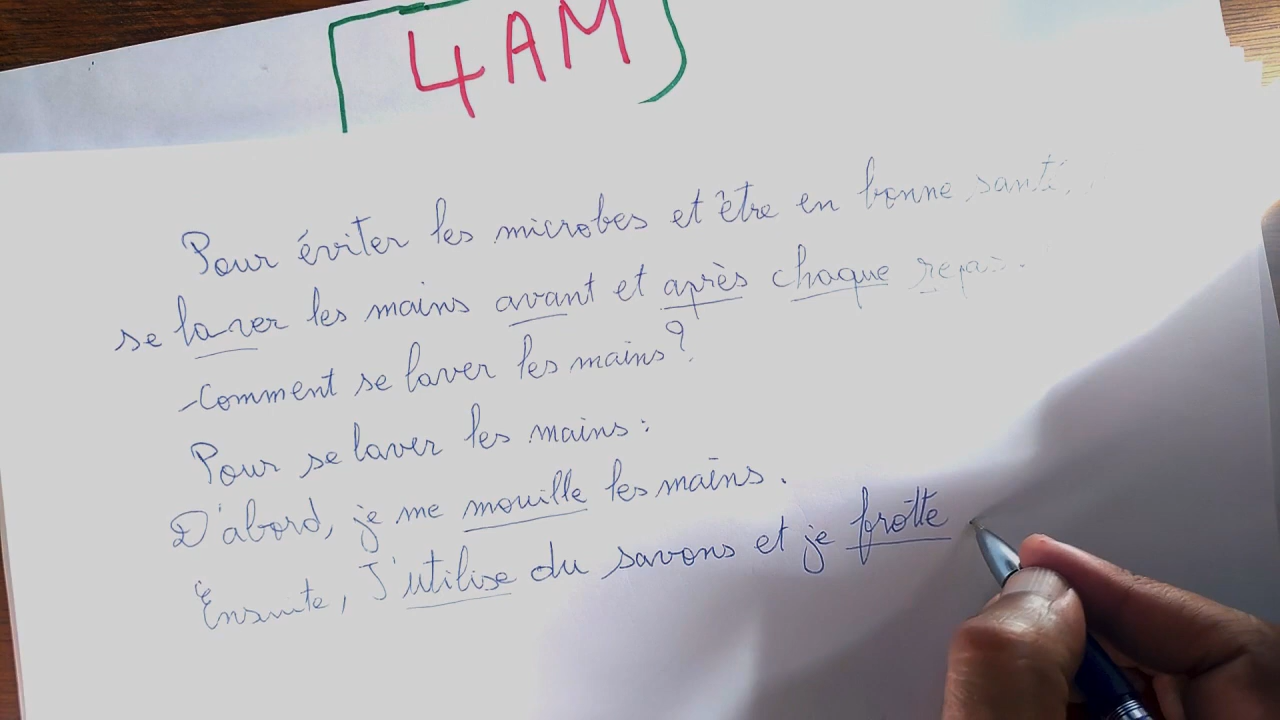 4AM
Pour éviter les microbes et être en bonne santé,
se laver les mains avant et après chaque repas.
-Comment se laver les mains?
Pour se laver les mains:
D'abord, je me mouille les mains.
Ensuite, J'utilise du savons et je frotte